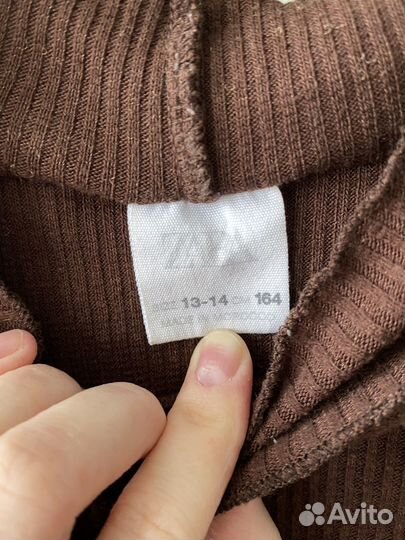 ZARA
SIZE 13-14 CM 164
MADE IN MOROCCO
Avito